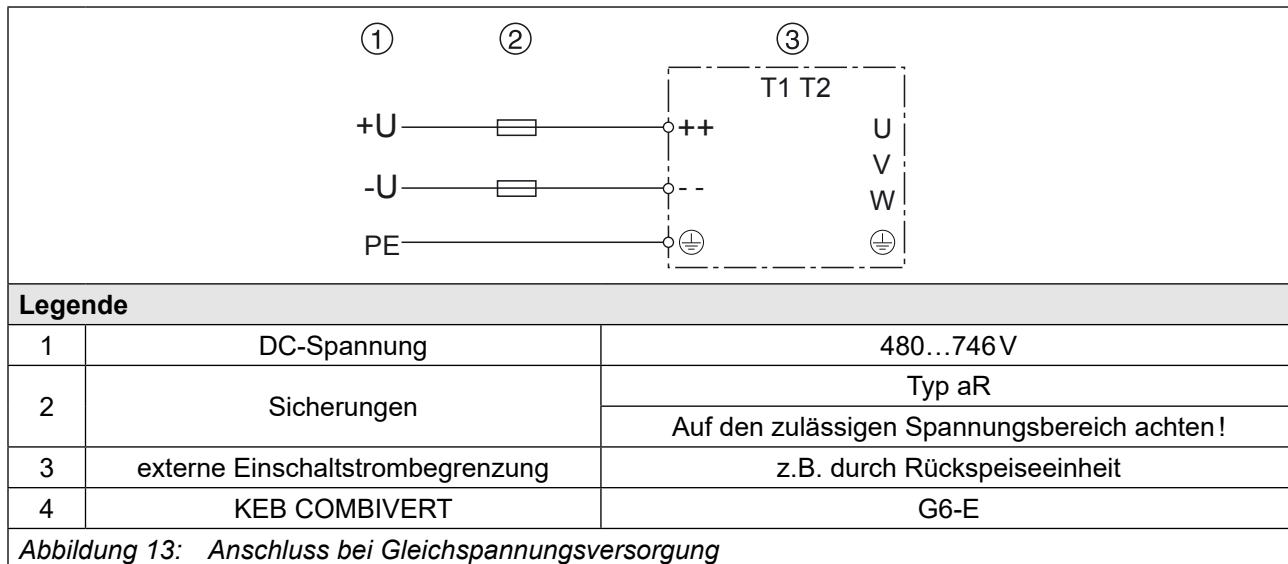 ① ② ③
T1 T2
+U ++ U
V
-U - - W
PE
Legende
1 DC-Spannung 480…746V
2 Sicherungen Typ aR
Auf den zulässigen Spannungsbereich achten!
3 externe Einschaltstrombegrenzung z.B. durch Rückspeiseeinheit
4 KEB COMBIVERT G6-E
Abbildung 13: Anschluss bei Gleichspannungsversorgung